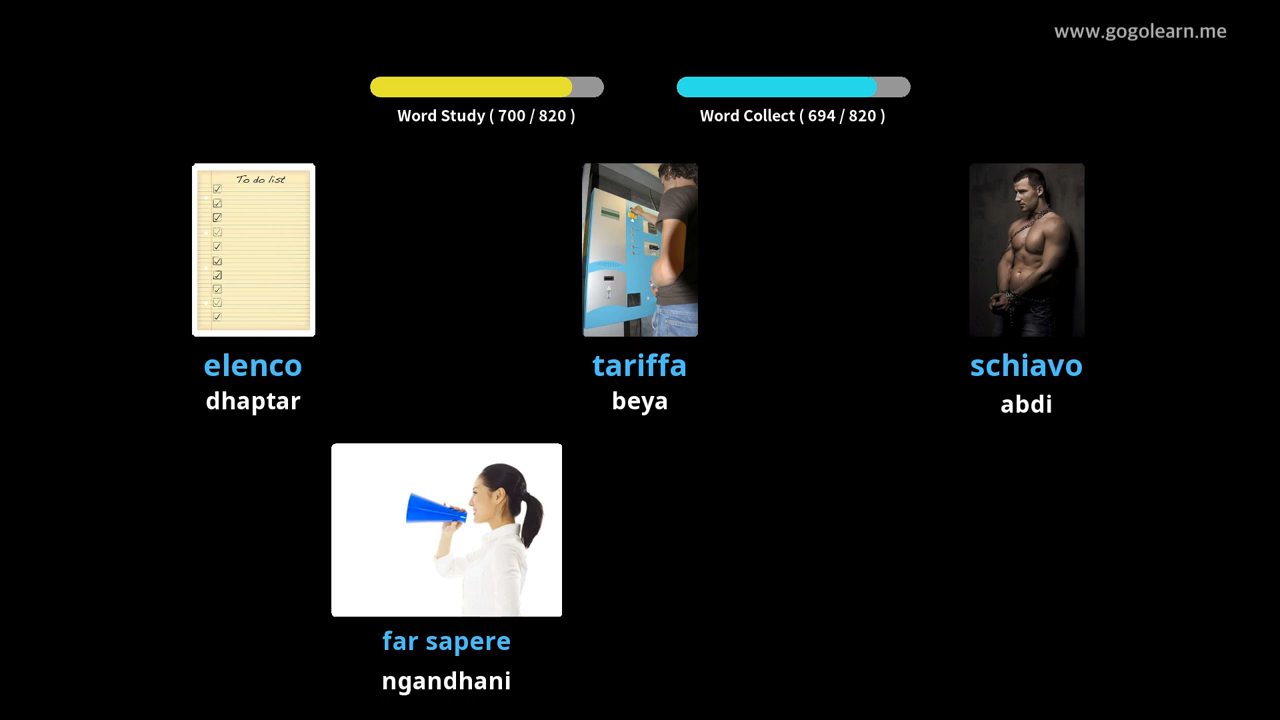 www.gogolearn.me
Word Study ( 700 / 820 )
Word Collect ( 694 / 820 )
To do list
elenco
dhaptar
tariffa
beya
schiavo
abdi
far sapere
ngandhani